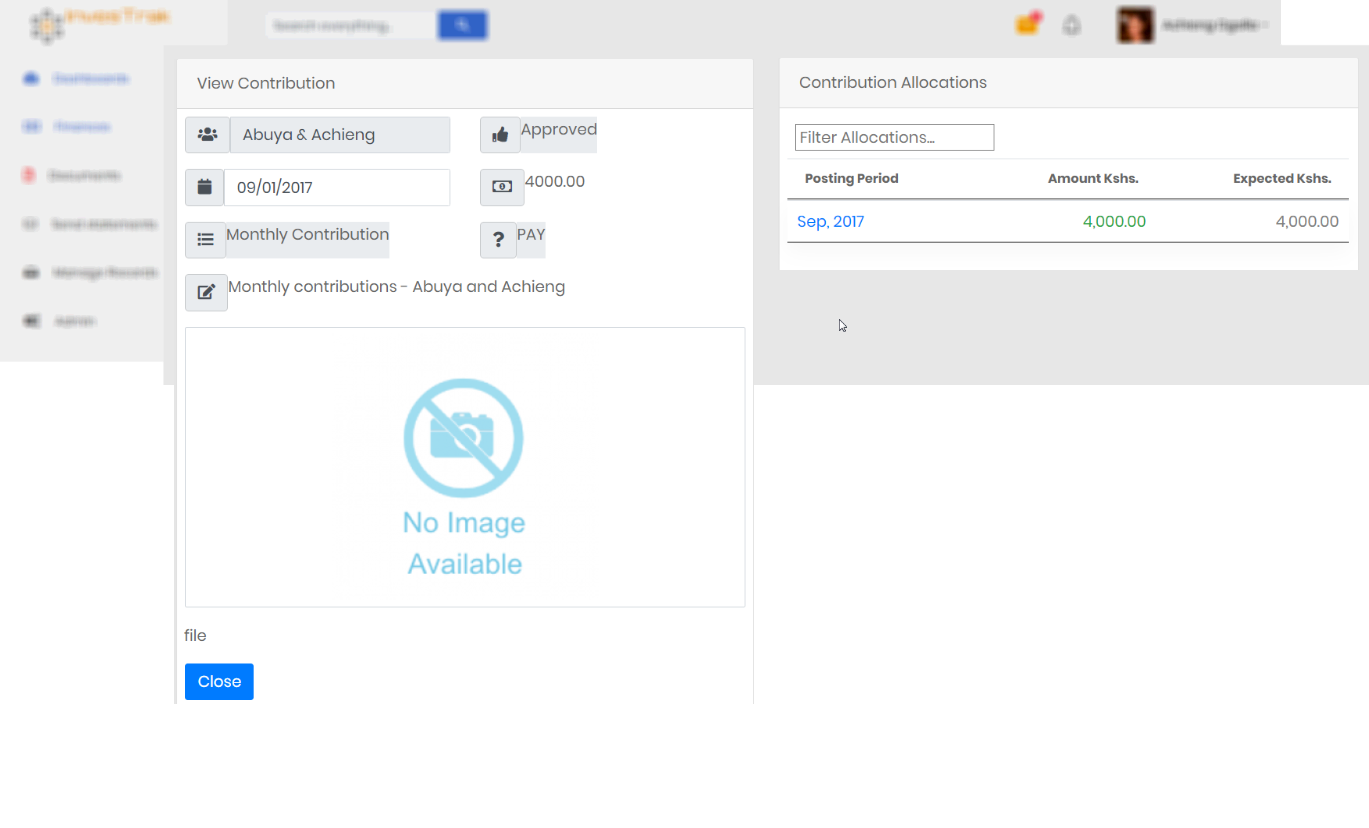 View Contribution
Abuya & Achieng
Approved
09/01/2017
4000.00
Monthly Contribution
? PAY
Monthly contributions - Abuya and Achieng
No Image
Available
file
Close
Contribution Allocations
Filter Allocations...
Posting Period Amount Kshs. Expected Kshs.
Sep, 2017 4,000.00 4,000.00